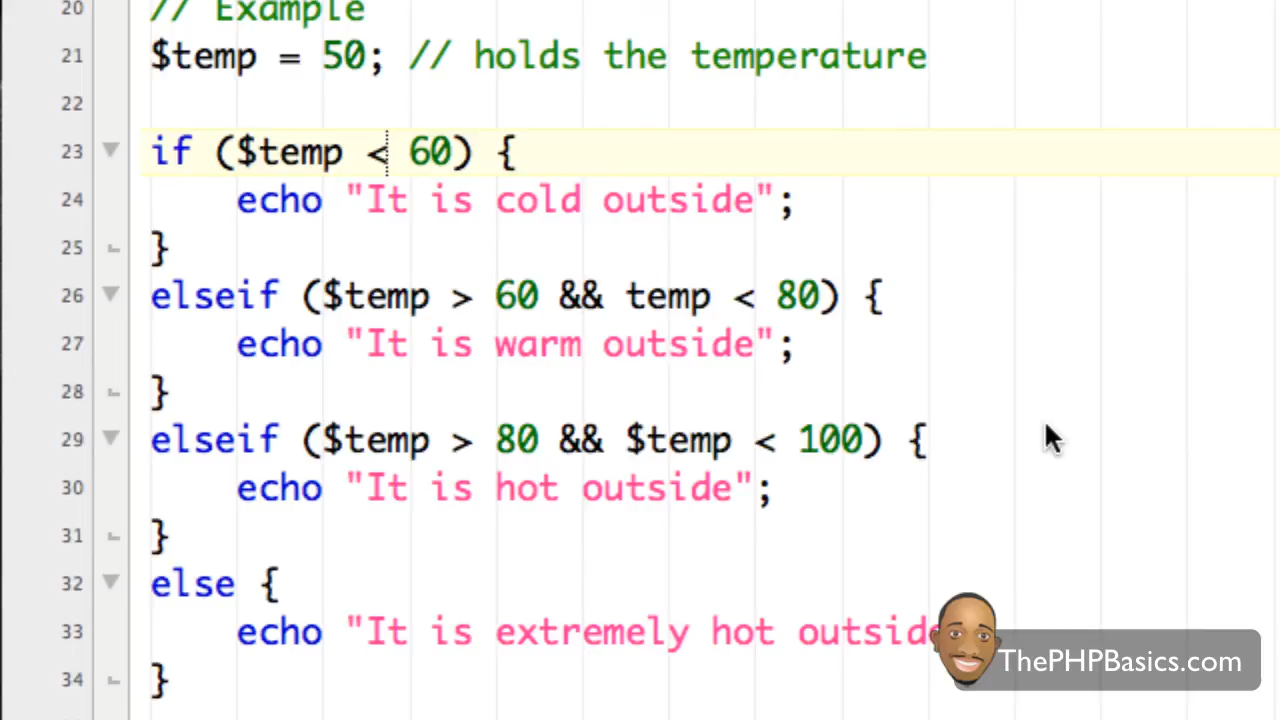 20 // Example
21 $temp = 50; // holds the temperature
22
23 if ($temp < 60) {
24 echo "It is cold outside";
25 }
26 elseif ($temp > 60 && temp < 80) {
27 echo "It is warm outside";
28 }
29 elseif ($temp > 80 && $temp < 100) {
30 echo "It is hot outside";
31 }
32 else {
33 echo "It is extremely hot outside
34 }
ThePHPBasics.com